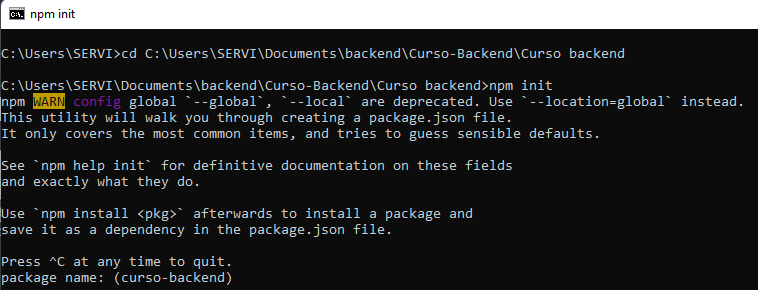 npm init
C:\Users\SERVI>cd C:\Users\SERVI\Documents\backend\Curso-Backend\Curso backend
C:\Users\SERVI\Documents\backend\Curso-Backend\Curso backend>npm init
npm WARN config global `--global`, `--local` are deprecated. Use `--location=global` instead.
This utility will walk you through creating a package.json file.
It only covers the most common items, and tries to guess sensible defaults.
See `npm help init` for definitive documentation on these fields
and exactly what they do.
Use `npm install <pkg>` afterwards to install a package and
save it as a dependency in the package.json file.
Press ^C at any time to quit.
package name: (curso-backend)